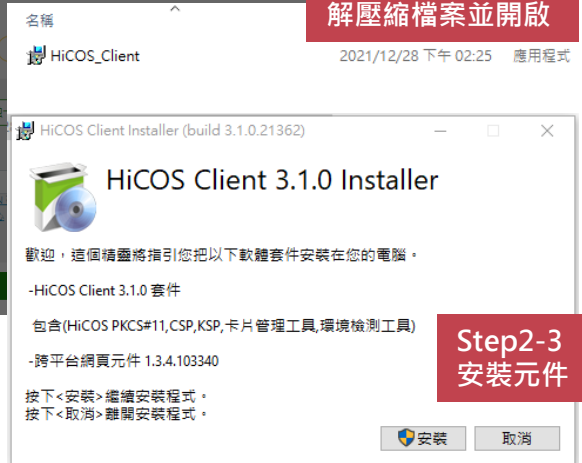 解壓縮檔案並開啟
名稱
HiCOS_Client 2021/12/28 下午 02:25 應用程式
HiCOS Client Installer (build 3.1.0.21362)
HiCOS Client 3.1.0 Installer
歡迎，這個精靈將指引您把以下軟體套件安裝在您的電腦。
-HiCOS Client 3.1.0 套件
包含(HiCOS PKCS#11,CSP,KSP,卡片管理工具,環境檢測工具)
-跨平台網頁元件 1.3.4.103340
Step2-3
安裝元件
按下<安裝>繼續安裝程式。
按下<取消>離開安裝程式。
安裝 取消